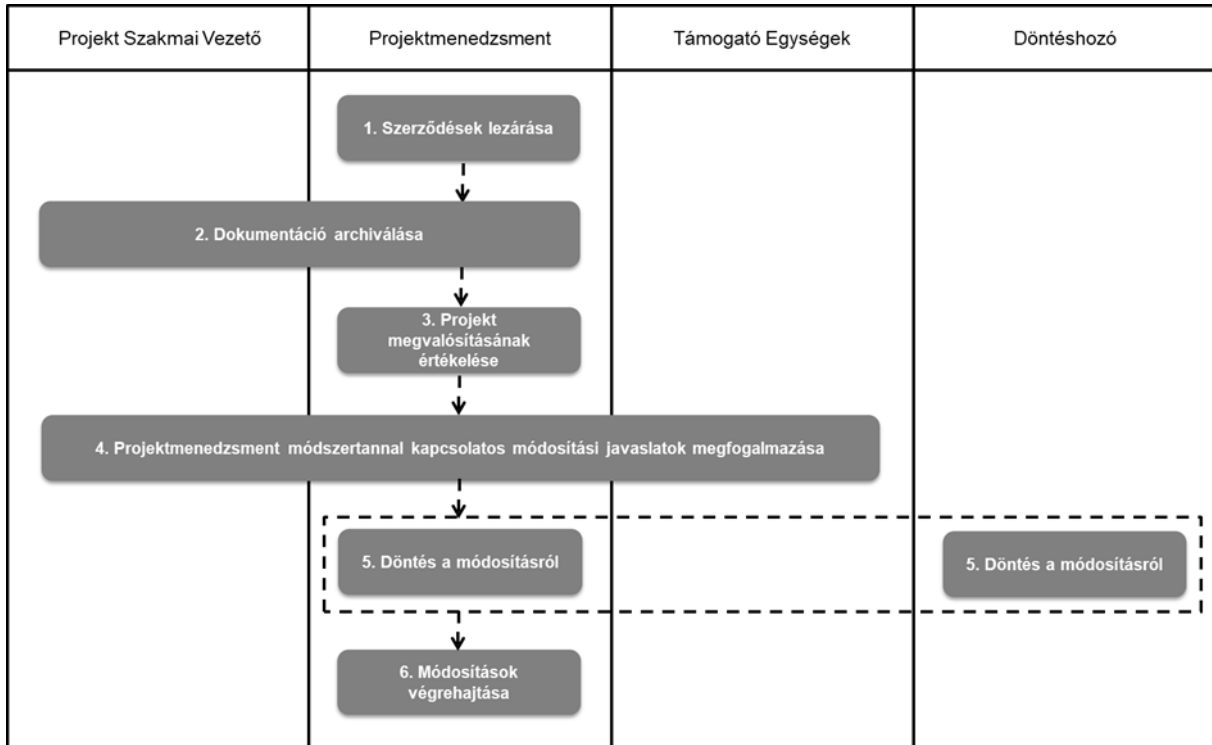 Projekt Szakmai Vezető
Projektmenedzsment
Támogató Egységek
Döntéshozó
1. Szerződések lezárása
2. Dokumentáció archiválása
3. Projekt
megvalósításának
értékelése
4. Projektmenedzsment módszertannal kapcsolatos módosítási javaslatok megfogalmazása
5. Döntés a módosításról
5. Döntés a módosításról
6. Módosítások
végrehajtása